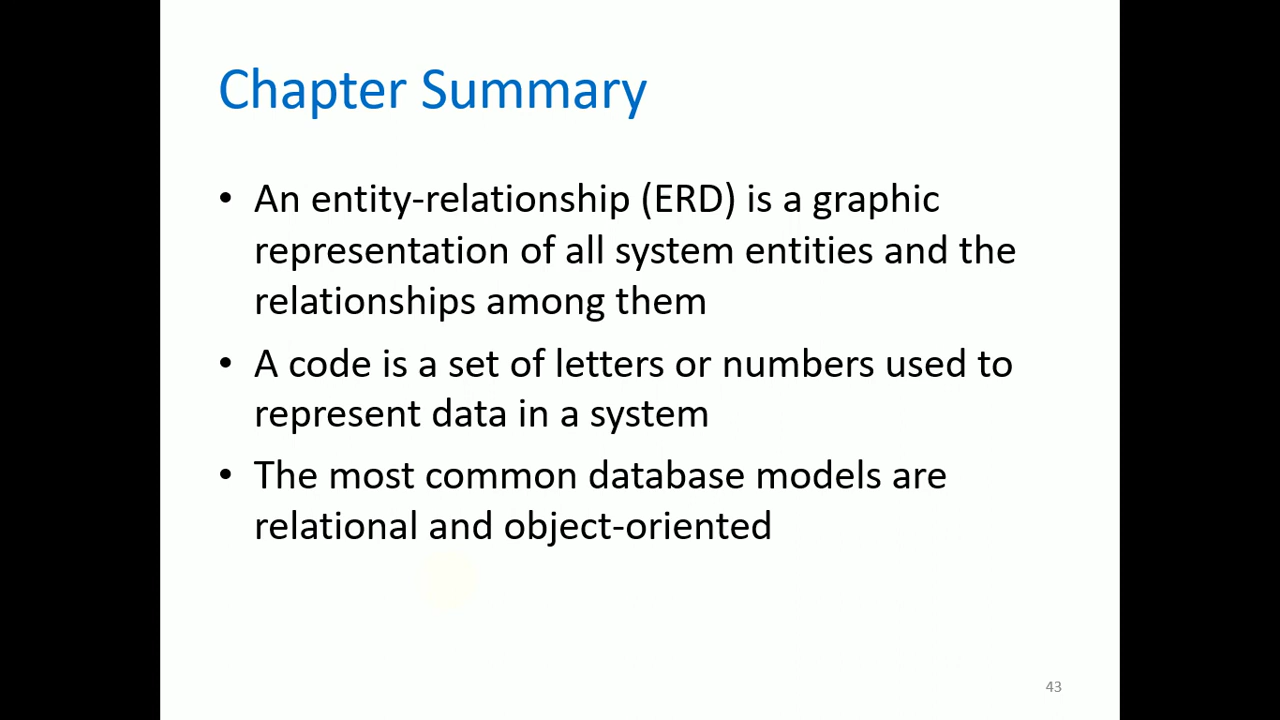 Chapter Summary
• An entity-relationship (ERD) is a graphic
representation of all system entities and the
relationships among them
• A code is a set of letters or numbers used to
represent data in a system
• The most common database models are
relational and object-oriented
43